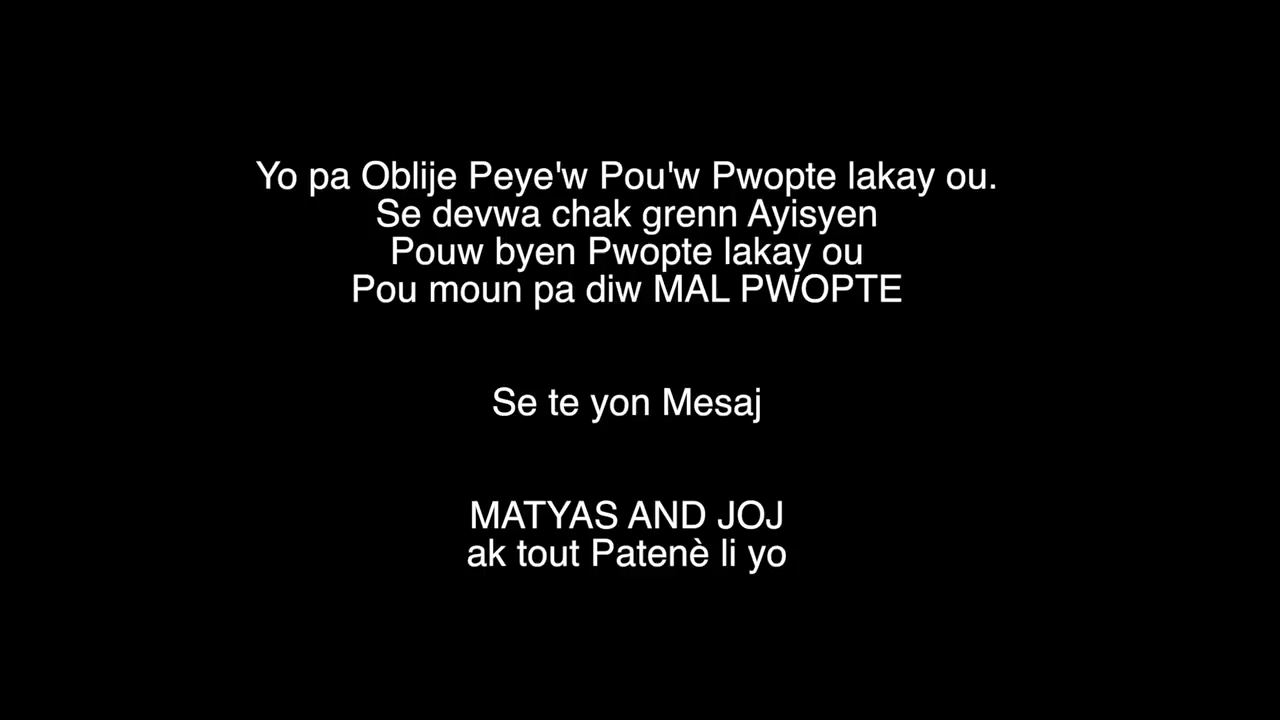 Yo pa Oblije Peye'w Pou'w Pwopte lakay ou.
Se devwa chak grenn Ayisyen
Pouw byen Pwopte lakay ou
Pou moun pa diw MAL PWOPTE
Se te yon Mesaj
MATYAS AND JOJ
ak tout Patenè li yo